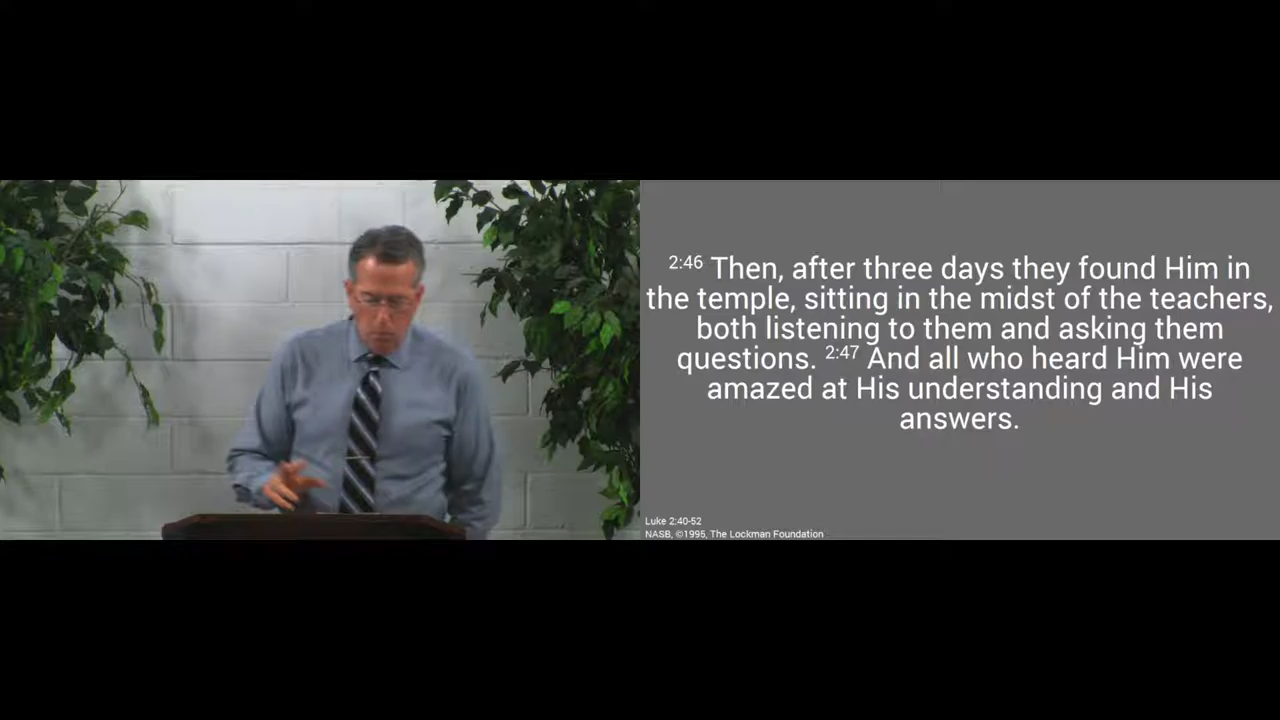 2:46 Then, after three days they found Him in
the temple, sitting in the midst of the teachers,
both listening to them and asking them
questions. 2:47 And all who heard Him were
amazed at His understanding and His
answers.
Luke 2:40-52
NASB, ©1995, The Lockman Foundation